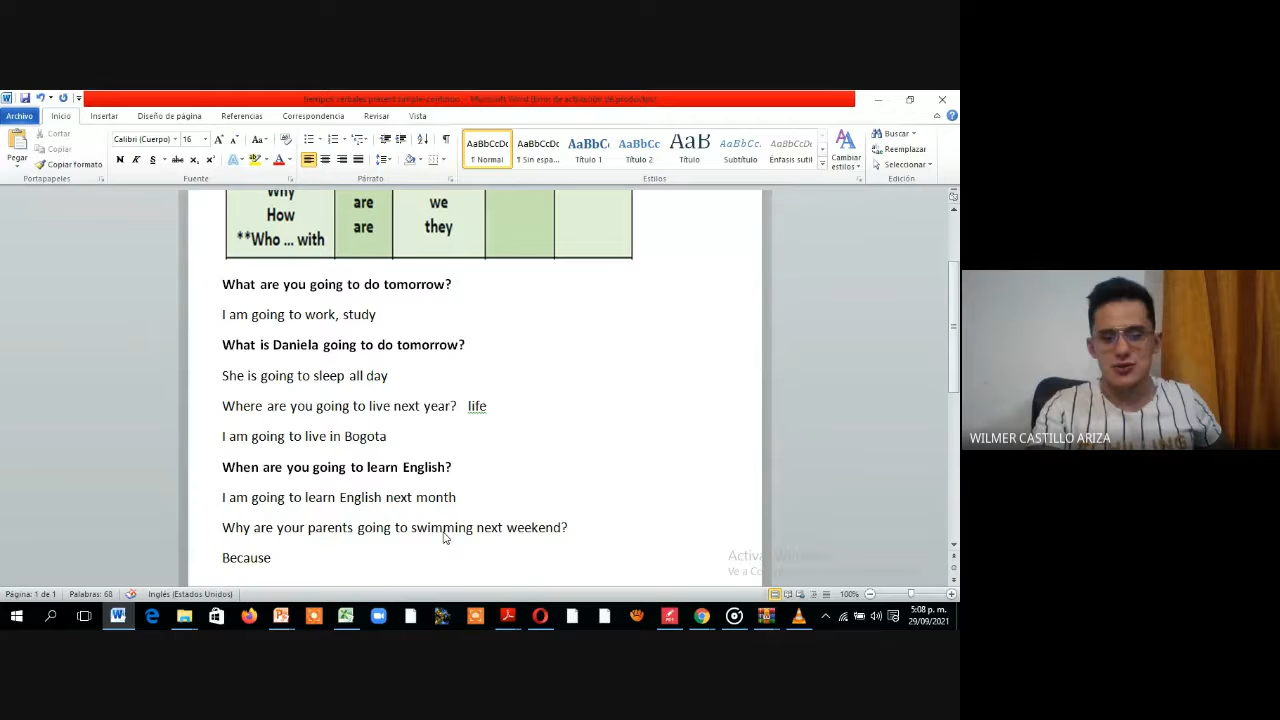 Archivo Inicio Insertar Diseño de página Referencias Correspondencia Revisar Vista
Pegar
Cortar
Copiar
Copiar formato
Portapapeles
Calibri (Cuerpo) 16
N K S abc x₂ x²
Fuente
Párrafo
AaBbCcDc AaBbCcDc AaBbC AaBbCc AaB AaBbCc. AaBbCcDc
¶ Normal ¶ Sin espa... Título 1 Título 2 Título Subtítulo Énfasis sutil
Cambiar estilos
Estilos
Buscar
Reemplazar
Seleccionar
Edición
Why
How
**Who ... with
are
are
we
they
What are you going to do tomorrow?
I am going to work, study
What is Daniela going to do tomorrow?
She is going to sleep all day
Where are you going to live next year? life
I am going to live in Bogota
When are you going to learn English?
I am going to learn English next month
Why are your parents going to swimming next weekend?
Because
WILMER CASTILLO ARIZA
Página: 1 de 1 Palabras: 68 Inglés (Estados Unidos) 100%
5:08 p. m.
29/09/2021